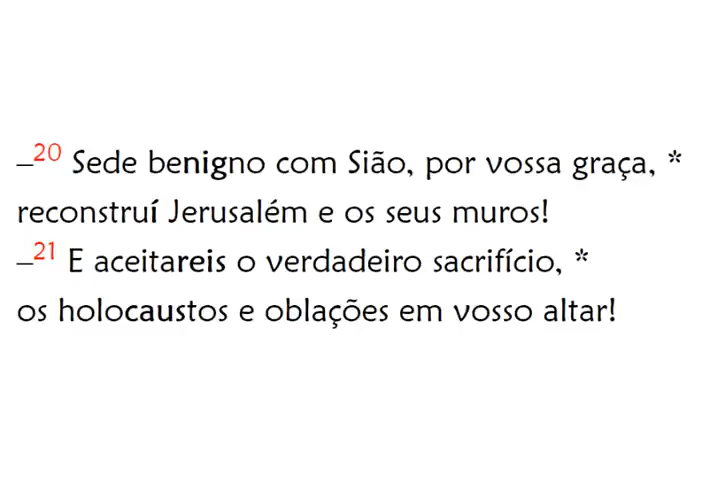 –20 Sede benigno com Sião, por vossa graça, *
reconstruí Jerusalém e os seus muros!
–21 E aceitareis o verdadeiro sacrifício, *
os holocaustos e oblações em vosso altar!